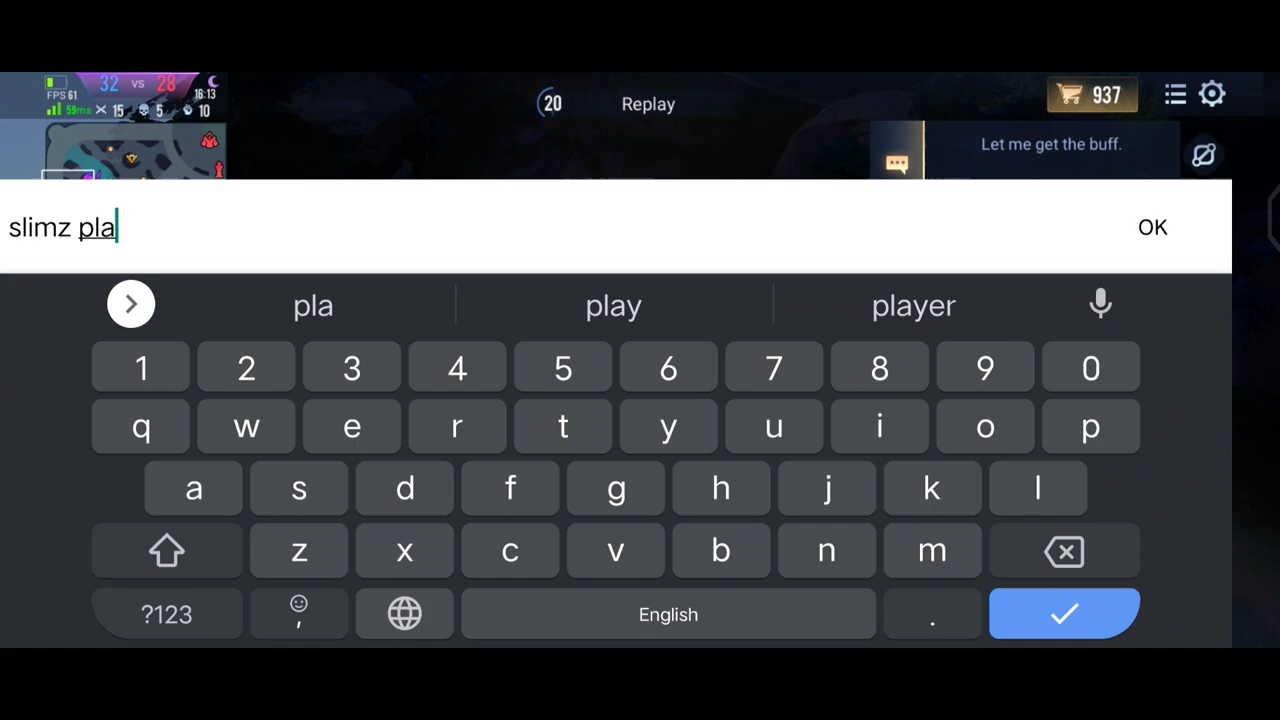 32 vs 28
FPS 61
16:13
59ms 15 5 10
20
Replay
937
Let me get the buff.
slimz pla
OK
pla play player
1 2 3 4 5 6 7 8 9 0
q w e r t y u i o p
a s d f g h j k l
z x c v b n m
?123 , English .